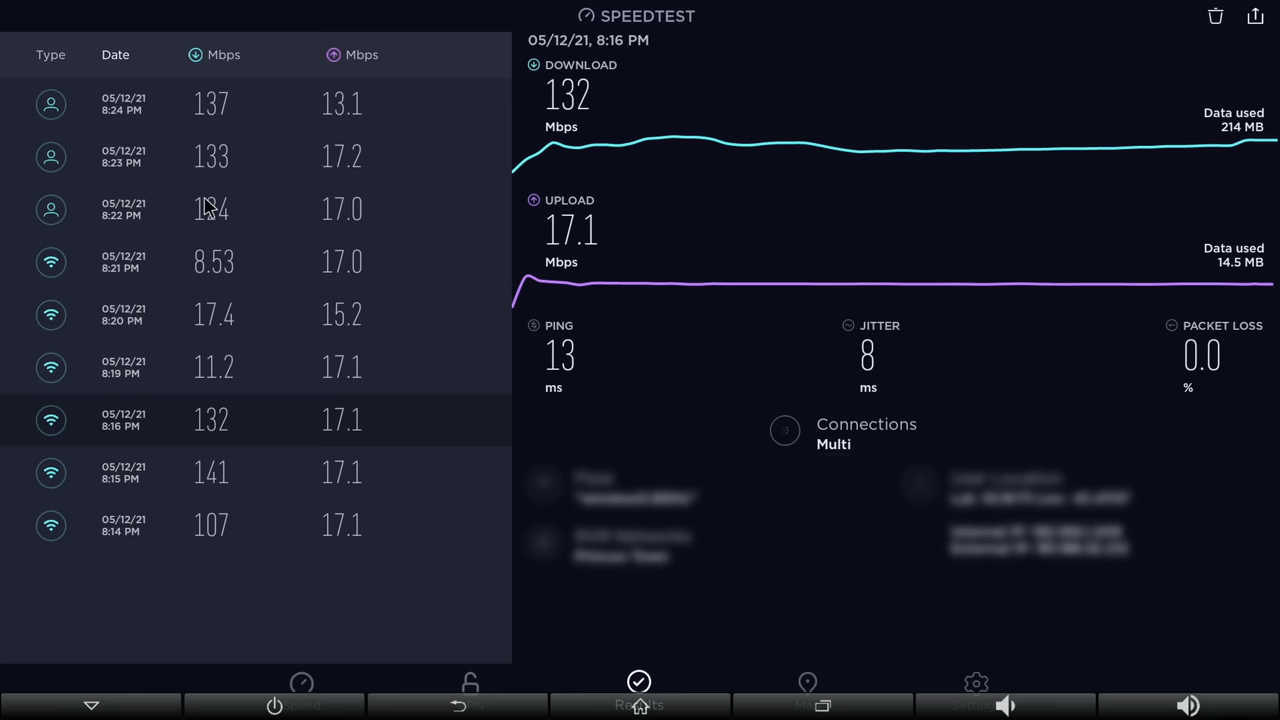 SPEEDTEST
Type Date Mbps Mbps
05/12/21
8:24 PM
137 13.1
05/12/21
8:23 PM
133 17.2
05/12/21
8:22 PM
17.0
05/12/21
8:21 PM
8.53 17.0
05/12/21
8:20 PM
17.4 15.2
05/12/21
8:19 PM
11.2 17.1
05/12/21
8:16 PM
132 17.1
05/12/21
8:15 PM
141 17.1
05/12/21
8:14 PM
107 17.1
05/12/21, 8:16 PM
DOWNLOAD
132
Mbps
Data used
214 MB
UPLOAD
17.1
Mbps
Data used
14.5 MB
PING JITTER PACKET LOSS
13 8 0.0
ms ms %
Connections
Multi